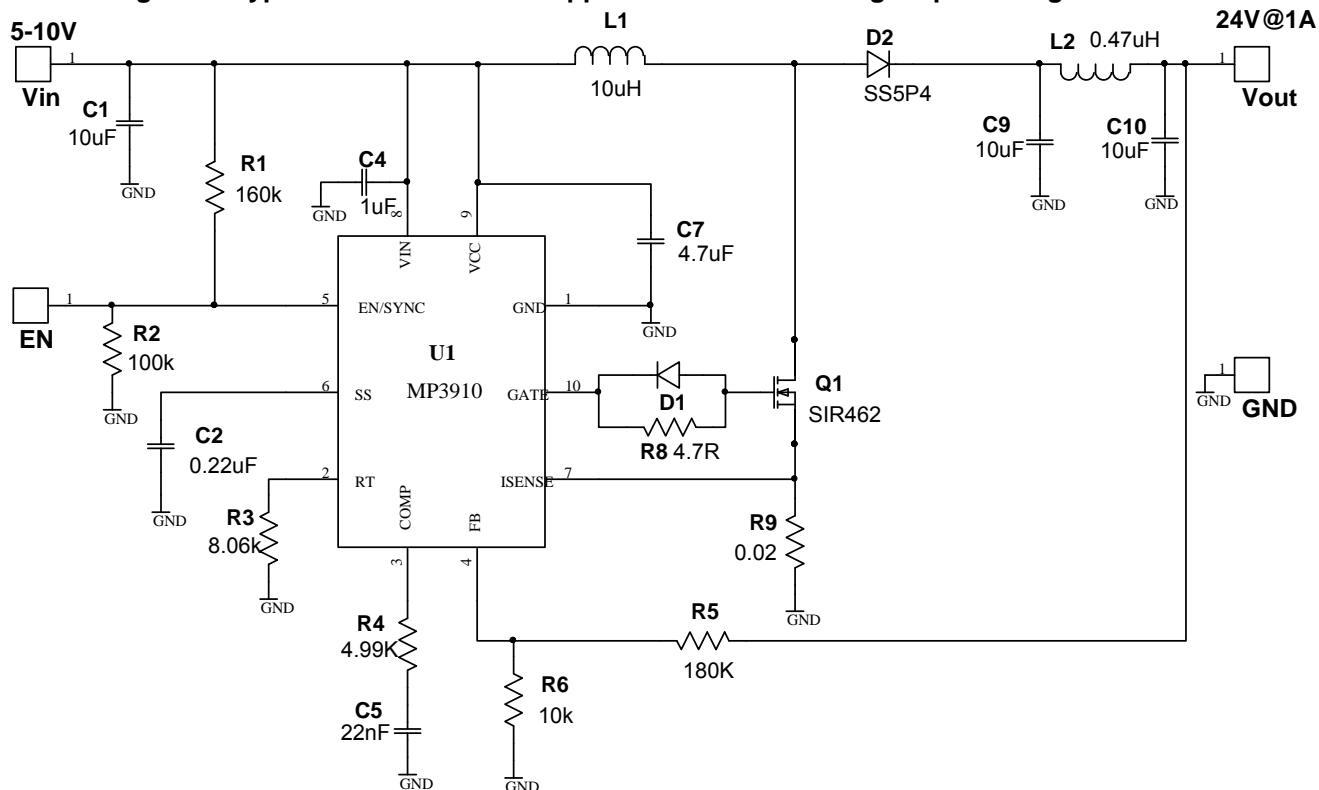 5-10V
1
Vin
C1
10uF
GND
R1
160k
L1
10uH
D2
SS5P4
L2 0.47uH
24V@1A
1
Vout
C9
10uF
GND
C10
10uF
GND
C4
1uF
GND
8
VIN
9
VCC
C7
4.7uF
GND
1
EN
R2
100k
GND
5
EN/SYNC
GND
1
U1
MP3910
6
SS
GATE
10
D1
R8 4.7R
Q1
SIR462
1
GND
GND
C2
0.22uF
GND
2
RT
ISENSE
7
COMP
3
FB
4
R3
8.06k
GND
R9
0.02
GND
R4
4.99K
C5
22nF
GND
R5
180K
R6
10k
GND